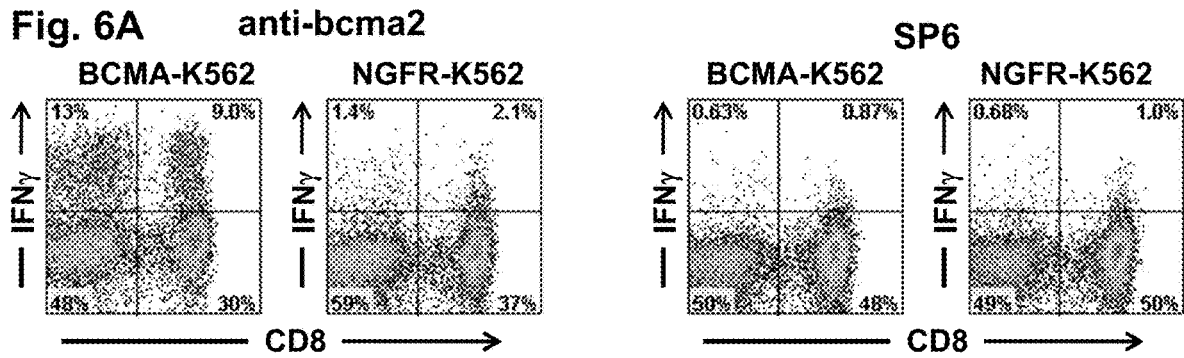 Fig. 6A
anti-bcma2
SP6
BCMA-K562
NGFR-K562
BCMA-K562
NGFR-K562
IFNγ
13%
9.0%
48%
30%
IFNγ
1.4%
2.1%
59%
37%
IFNγ
0.63%
0.87%
50%
48%
IFNγ
0.68%
1.0%
49%
50%
CD8
CD8